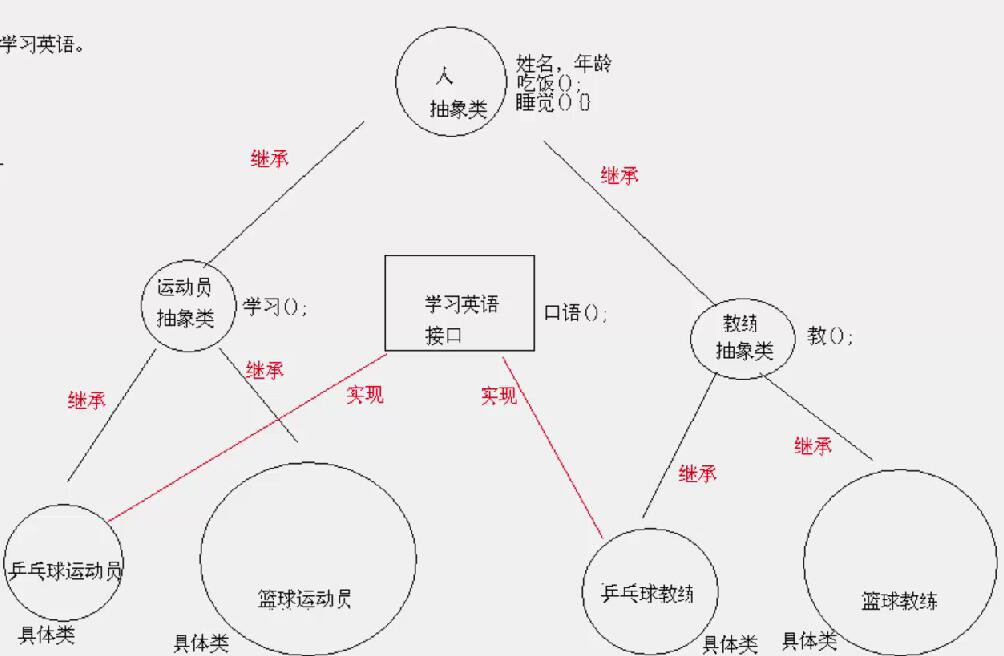 学习英语。
人
抽象类
姓名，年龄
吃饭();
睡觉(){}
继承
继承
运动员
抽象类
学习();
学习英语
接口
口语();
教练
抽象类
教();
继承
继承
实现
实现
继承
继承
乒乓球运动员
具体类
篮球运动员
具体类
乒乓球教练
具体类
篮球教练
具体类